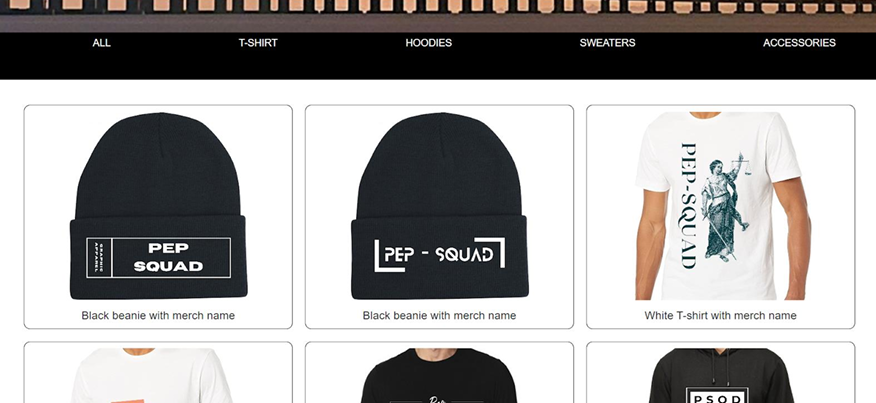 ALL T-SHIRT HOODIES SWEATERS ACCESSORIES
GRAPHIC
APPAREL
PEP
SQUAD
PEP - SQUAD
PEP-SQUAD
Black beanie with merch name
Black beanie with merch name
White T-shirt with merch name
PSQD